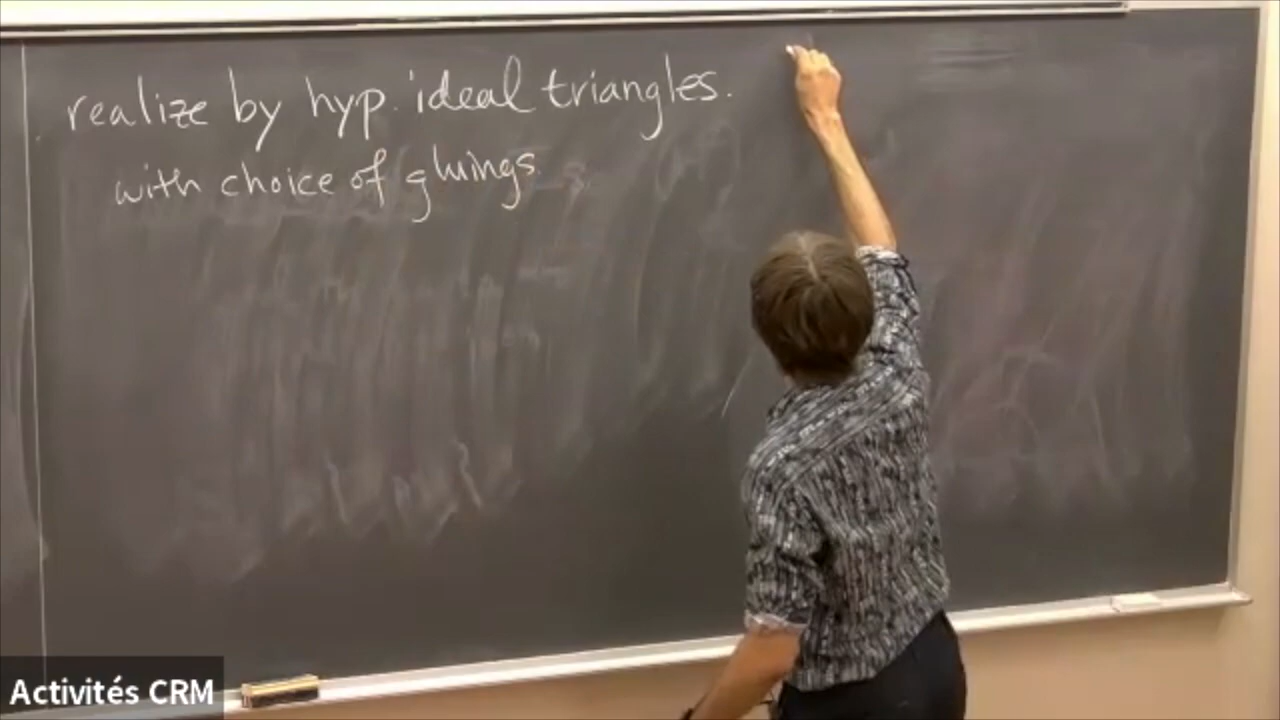 realize by hyp. ideal triangles.
with choice of gluings.
Activités CRM